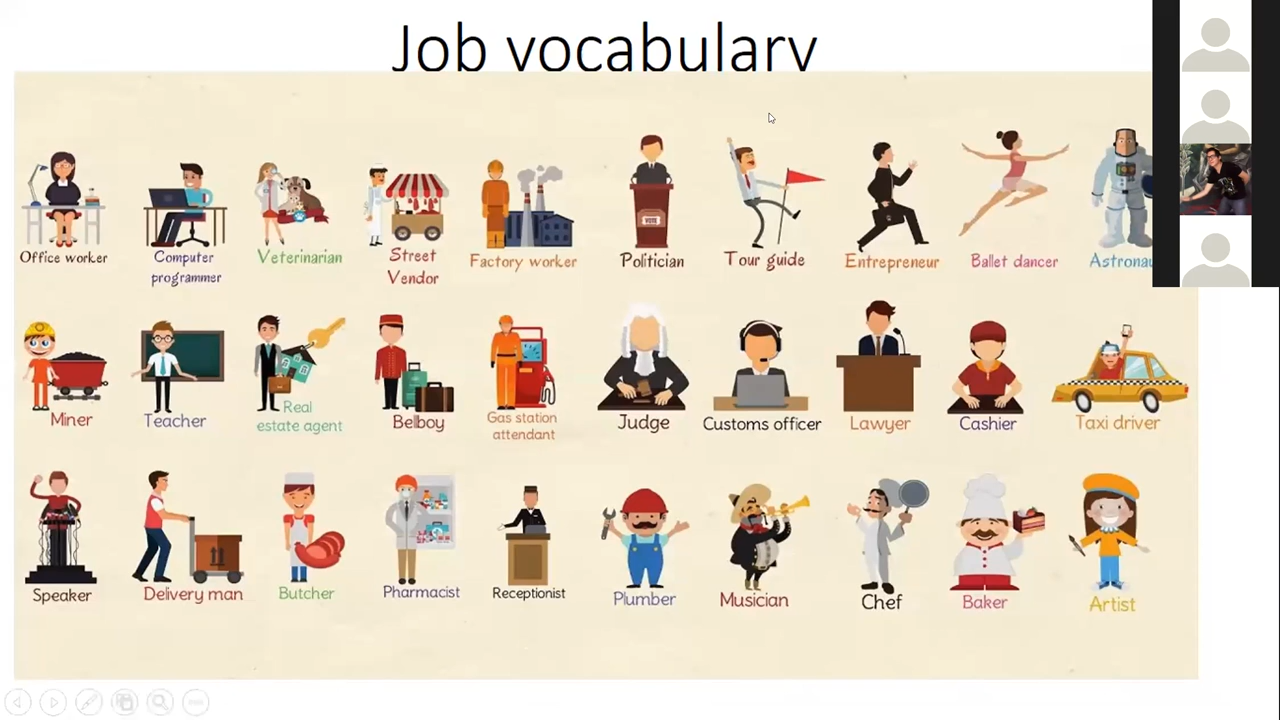 Job vocabulary
Office worker
Computer
programmer
Veterinarian
Street
Vendor
Factory worker
VOTE
Politician
Tour guide
Entrepreneur
Ballet dancer
Astronau
Miner
Teacher
Real
estate agent
Bellboy
Gas station
attendant
Judge
Customs officer
Lawyer
Cashier
Taxi driver
Speaker
Delivery man
Butcher
Pharmacist
Receptionist
Plumber
Musician
Chef
Baker
Artist